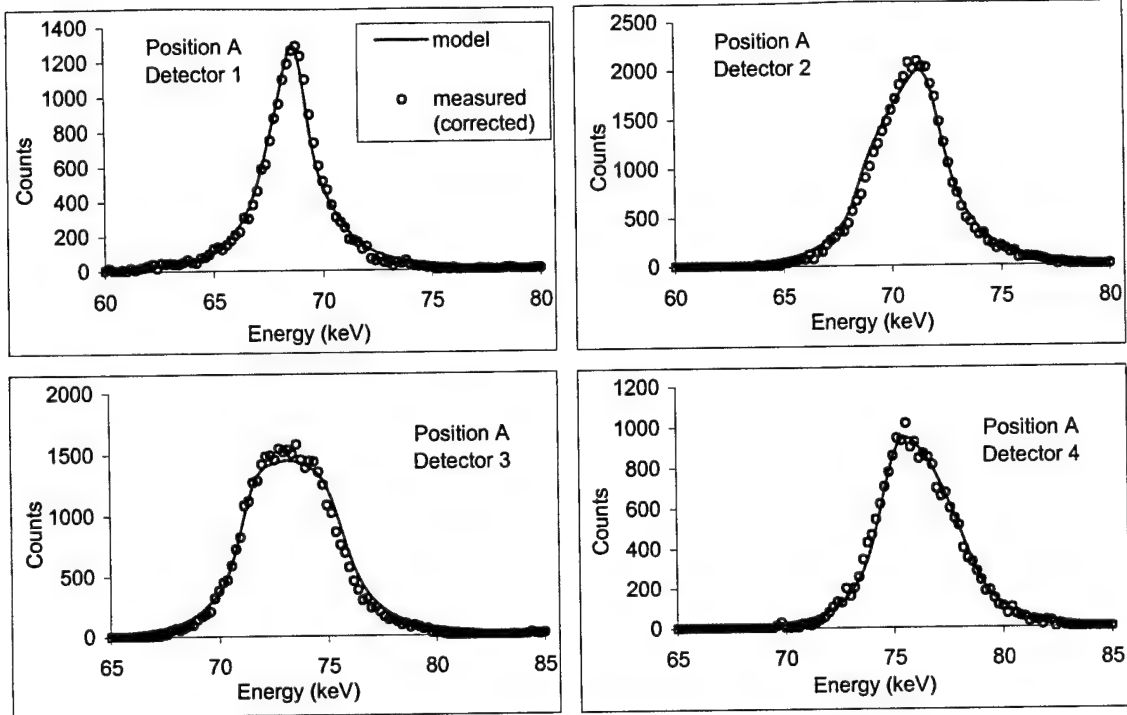 1400
1200
1000
800
600
400
200
0
Counts
Position A
Detector 1
model
measured
(corrected)
60 65 70 75 80
Energy (keV)
2500
2000
1500
1000
500
0
Counts
Position A
Detector 2
60 65 70 75 80
Energy (keV)
2000
1500
1000
500
0
Counts
Position A
Detector 3
65 70 75 80 85
Energy (keV)
1200
1000
800
600
400
200
0
Counts
Position A
Detector 4
65 70 75 80 85
Energy (keV)